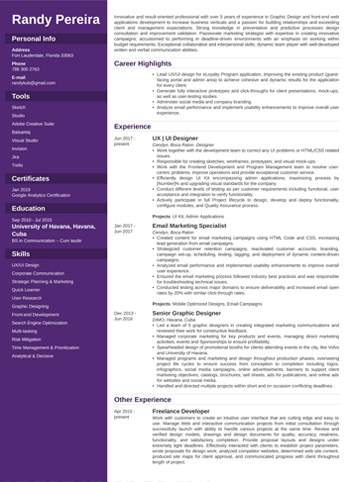 Randy Pereira
Personal Info
Address
Fort Lauderdale, Florida 33063
Phone
786 300 2763
E-mail
randykub@gmail.com
Tools
Sketch
Studio
Adobe Creative Suite
Balsamiq
Visual Studio
Invision
Jira
Trello
Certificates
Jan 2019
Google Analytics Certification
Education
Sep 2010 - Jul 2015
University of Havana, Havana,
Cuba
BS in Communication -- Cum laude
Skills
UX/UI Design
Corporate Communication
Strategic Planning & Marketing
Quick Learner
User Research
Graphic Designing
Front-end Development
Search Engine Optimization
Multi-tasking
Risk Mitigation
Time Management & Prioritization
Analytical & Decisive
Innovative and result-oriented professional with over 5 years of experience in Graphic Design and front-end web
applications development to increase business verticals and a passion for building relationships and exceeding
client and management expectations. Strong knowledge in preventative and predictive processes design
consultation and improvement validation. Passionate marketing strategist with expertise in creating innovative
campaigns; accustomed to performing in deadline-driven environments with an emphasis on working within
budget requirements. Exceptional collaborative and interpersonal skills; dynamic team player with well-developed
written and verbal communication abilities.
Career Highlights
• Lead UX/UI design for eLoyalty Program application, improving the existing product (guest-
facing portal and admin area) to achieve cohesive and dynamic results for the application
for every client.
• Generate fully interactive prototypes and click-throughs for client presentations, mock-ups,
as well as user-testing studies.
• Administer social media and company branding.
• Analyze email performance and implement usability enhancements to improve overall user
experience.
Experience
Jun 2017 -
present
UX | UI Designer
Cendyn, Boca Raton
• Work together with the development team to correct any UI problems or HTML/CSS related
issues.
• Responsible for creating sketches, wireframes, prototypes, and visual mock-ups.
• Work with the Frontend Development and Program Management team to resolve user-
centric problems, improve operations and provide exceptional customer service.
• Efficiently design UI Kit encompassing admin applications, maximizing process by
[Number]% and upgrading visual standards for the company.
• Conduct different levels of testing as per customer requirements including functional, user
acceptance and integration to verify functionality.
• Actively participate in full Project lifecycle to design, develop and deploy functionality,
configure modules, and Quality Assurance process.
Projects: UI Kit, Admin Applications
Jan 2017 -
Jun 2017
Email Marketing Specialist
Cendyn, Boca Raton
• Created content for email marketing campaigns using HTML Code and CSS, increasing
lead generation from email campaigns.
• Strategized customer retention campaigns, reactivated customer accounts, branding,
campaign set-up, scheduling, testing, tagging, and deployment of dynamic content-driven
campaigns.
• Analyzed email performance and implemented usability enhancements to improve overall
user experience.
• Ensured the email marketing process followed industry best practices and was responsible
for troubleshooting technical issues.
• Conducted testing across major domains to ensure deliverability and increased email open
rates by 20% with similar click-through rates.
Projects: Mobile Optimized Designs, Email Campaigns
Dec 2013 -
Jun 2016
Senior Graphic Designer
Havana, Cuba
• Led a team of 5 graphic designers in creating integrated marketing communications and
reviewed their work for constructive feedback.
• Managed corporate marketing for key products and events, managing direct marketing
activities, events and Sponsorships to ensure profitability.
• Spearheaded design of promotional booths for clients attending events in the city, like Volvo
and University of Havana.
• Managed programs and marketing and design throughout production phases, overseeing
project life cycles to ensure success from conception to completion including logos,
infographics, social media campaigns, online advertisements, banners to support client
marketing objectives, catalogs, brochures, sell sheets, ads for publications, and online ads
for websites and social media.
• Handled and directed multiple projects within short and on occasion conflicting deadlines.
Other Experience
Apr 2015 -
present
Freelance Developer
Work with customers to create an intuitive user interface that are cutting edge and easy to
use. Manage Web and interactive communication projects from initial consultation through
successfully launch with ability to handle various projects at the same time. Review and
verified design models, drawings and design documents for quality, accuracy, neatness,
functionality, and satisfactory completion. Provide proposal layouts and designs under
extremely tight deadlines. Effectively interacted with clients to establish project parameters,
wrote proposals for design work, analyzed competitor websites, determined web site content,
produced site maps for client approval, and communicated progress with client throughout
length of project.